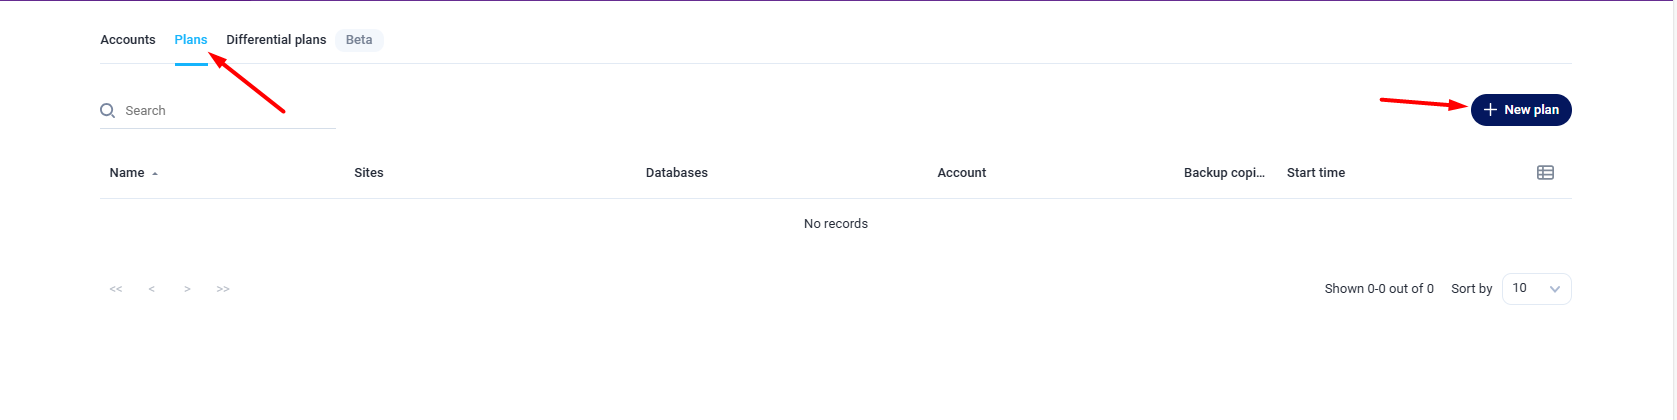 Accounts Plans Differential plans Beta
Search
New plan
Name Sites Databases Account Backup copi... Start time
No records
<< < > >> Shown 0-0 out of 0 Sort by 10